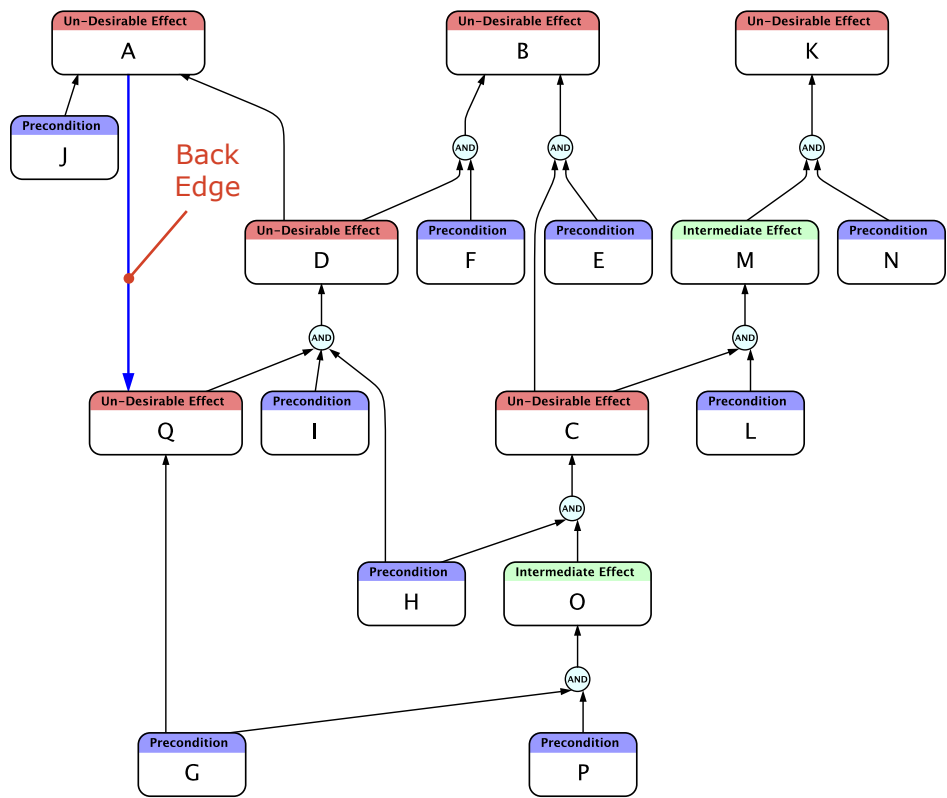 Un-Desirable Effect
A
Un-Desirable Effect
B
Un-Desirable Effect
K
Precondition
J
Back
Edge
AND
AND
AND
Un-Desirable Effect
D
Precondition
F
Precondition
E
Intermediate Effect
M
Precondition
N
AND
AND
Un-Desirable Effect
Q
Precondition
I
Un-Desirable Effect
C
Precondition
L
AND
Precondition
H
Intermediate Effect
O
AND
Precondition
G
Precondition
P